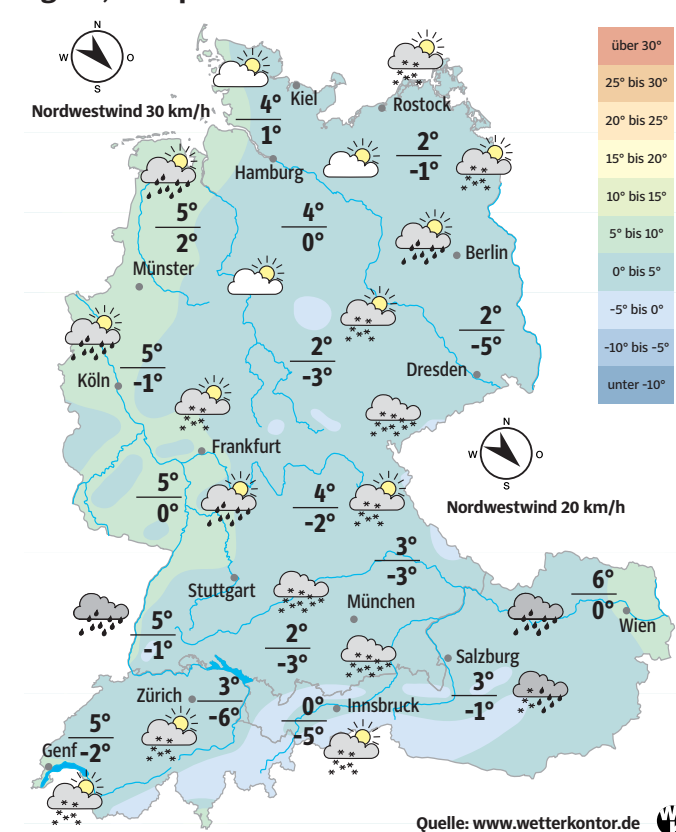 N
W O
S
Nordwestwind 30 km/h
über 30°
25° bis 30°
20° bis 25°
15° bis 20°
10° bis 15°
5° bis 10°
0° bis 5°
-5° bis 0°
-10° bis -5°
unter -10°
Kiel
4°
1°
Rostock
Hamburg
2°
-1°
5°
2°
4°
0°
Berlin
Münster
2°
-5°
5°
-1°
Köln
2°
-3°
Dresden
Frankfurt
N
W O
S
Nordwestwind 20 km/h
5°
0°
4°
-2°
3°
-3°
Stuttgart
6°
0°
Wien
München
5°
-1°
2°
-3°
Salzburg
3°
-1°
Zürich
3°
-6°
0°
-5°
Innsbruck
5°
-2°
Genf
Quelle: www.wetterkontor.de